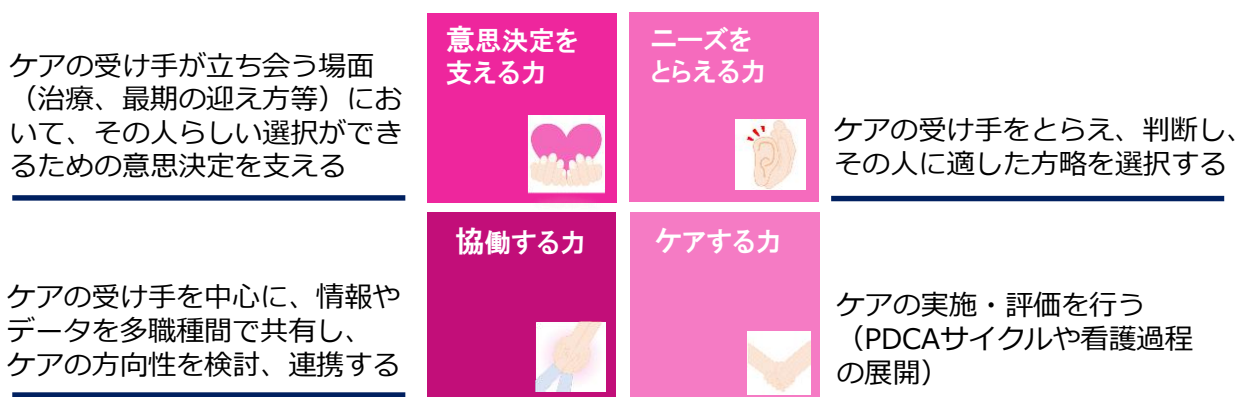 ケアの受け手が立ち会う場面
（治療、最期の迎え方等）にお
いて、その人らしい選択ができ
るための意思決定を支える
意思決定を
支える力
ニーズを
とらえる力
ケアの受け手をとらえ、判断し、
その人に適した方略を選択する
ケアの受け手を中心に、情報や
データを多職種間で共有し、
ケアの方向性を検討、連携する
協働する力
ケアする力
ケアの実施・評価を行う
（PDCAサイクルや看護過程
の展開）